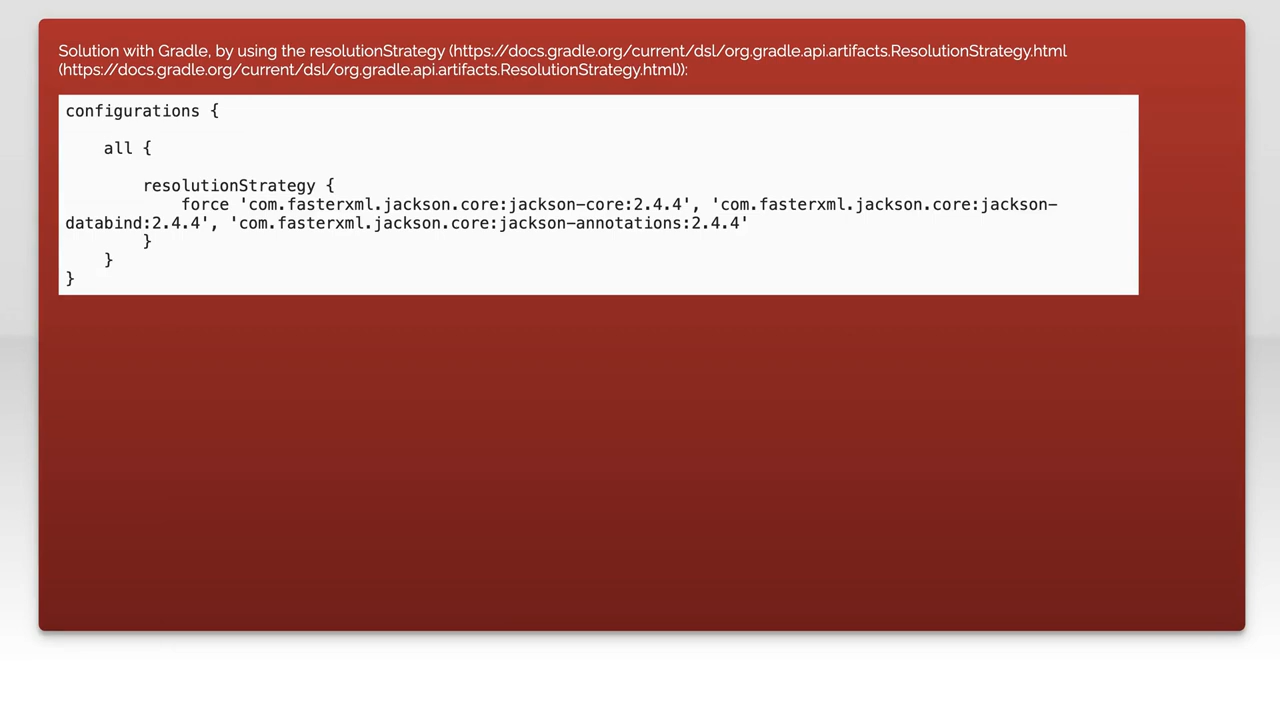 Solution with Gradle, by using the resolutionStrategy (https://docs.gradle.org/current/dsl/org.gradle.api.artifacts.ResolutionStrategy.html
(https://docs.gradle.org/current/dsl/org.gradle.api.artifacts.ResolutionStrategy.html)):
configurations {
    all {
        resolutionStrategy {
            force 'com.fasterxml.jackson.core:jackson-core:2.4.4', 'com.fasterxml.jackson.core:jackson-
databind:2.4.4', 'com.fasterxml.jackson.core:jackson-annotations:2.4.4'
        }
    }
}